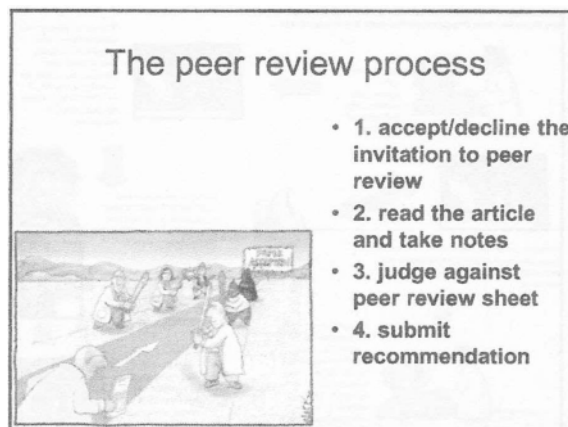 The peer review process
• 1. accept/decline the
invitation to peer
review
• 2. read the article
and take notes
• 3. judge against
peer review sheet
• 4. submit
recommendation